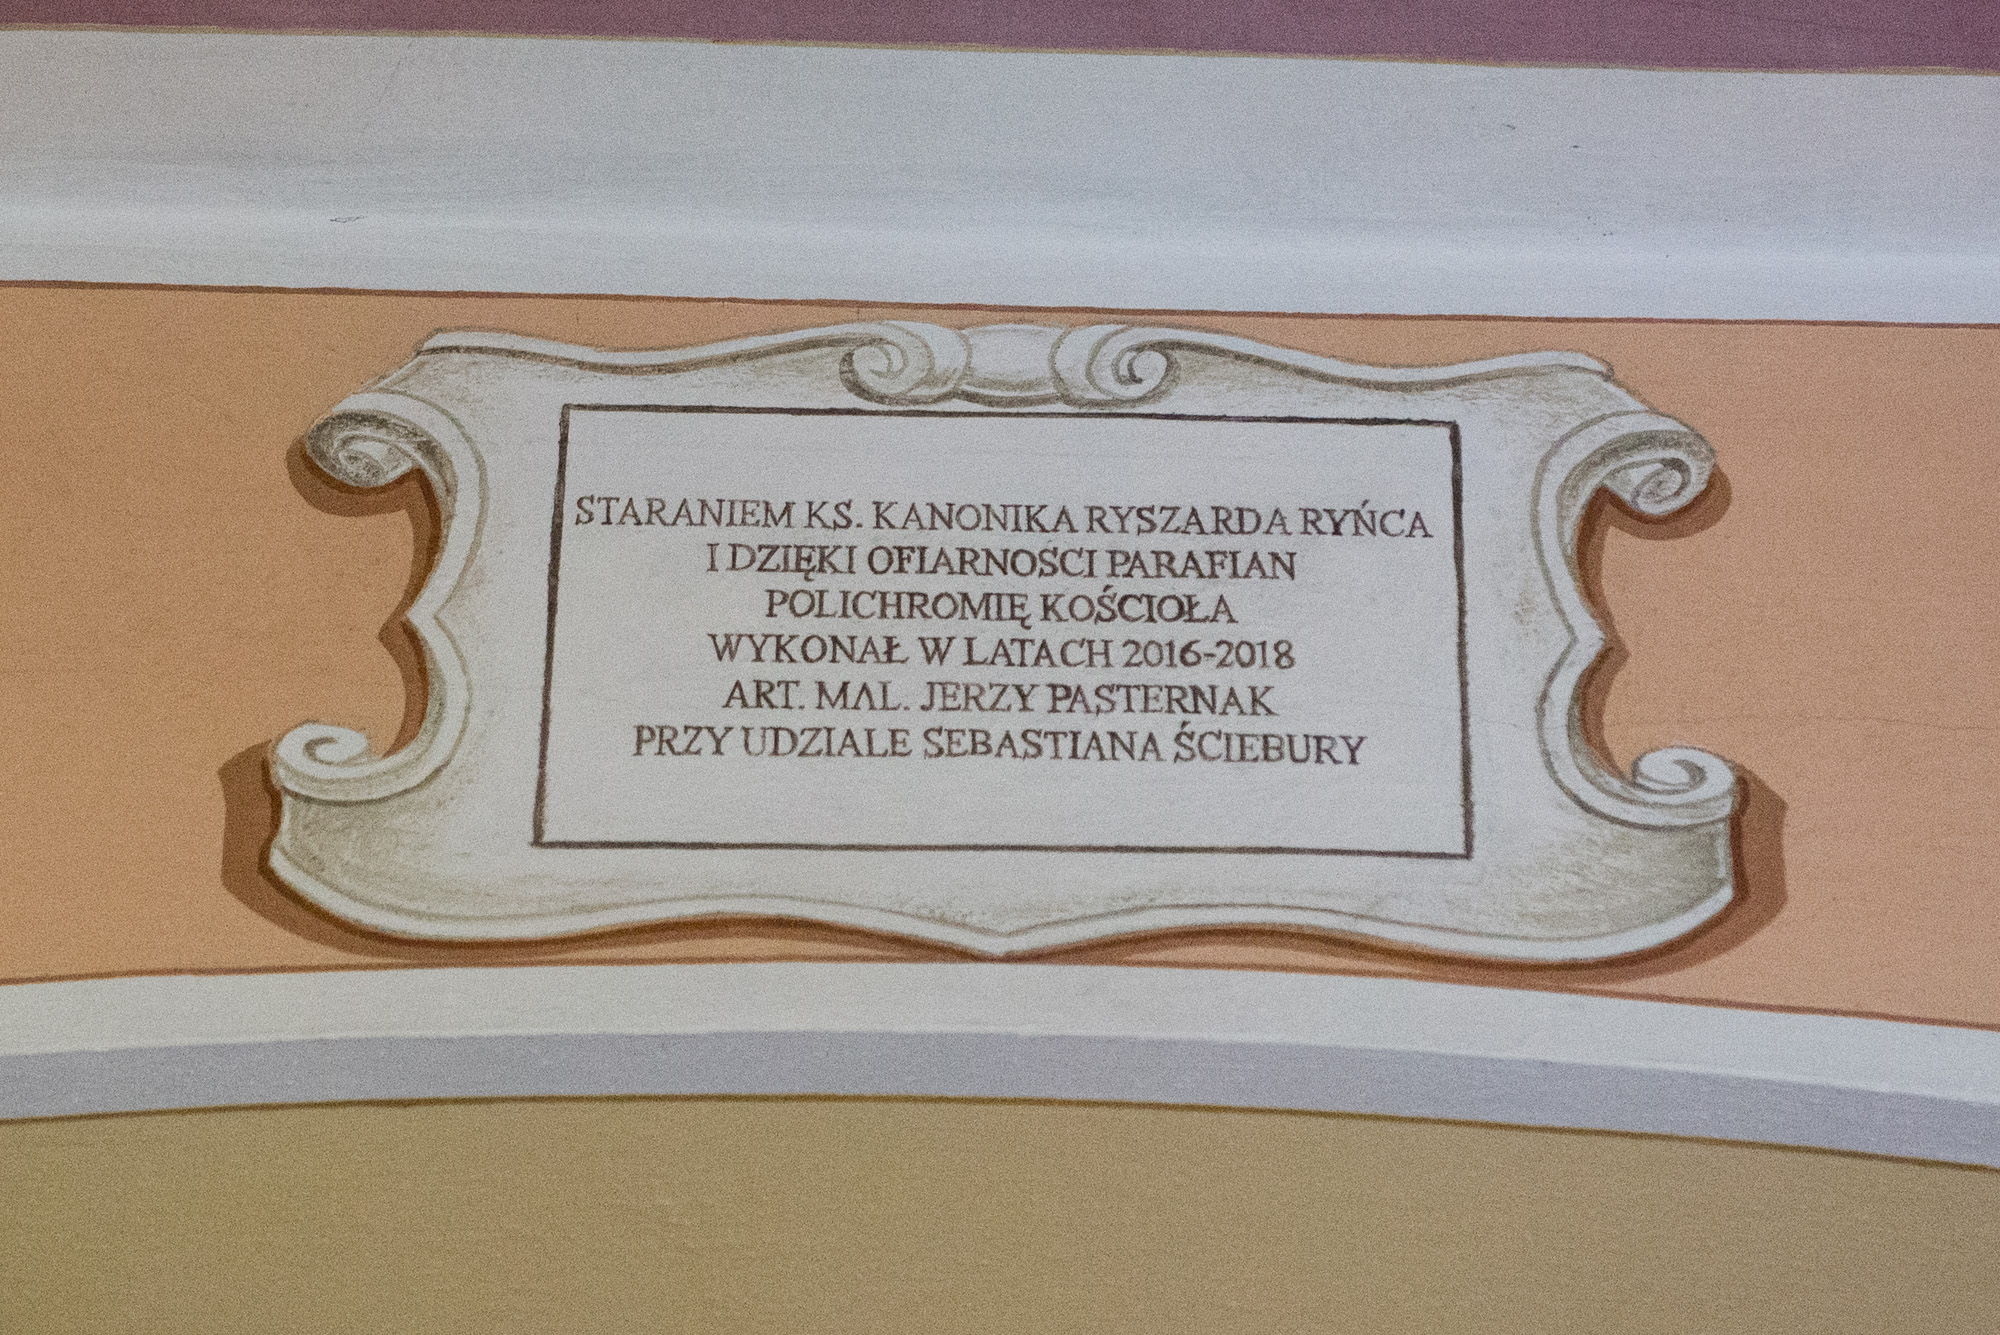 STARANIEM KS. KANONIKA RYSZARDA RYŃCA
I DZIĘKI OFIARNOSCI PARAFIAN
POLICHROMIĘ KOŚCIOŁA
WYKONAŁ W LATACH 2016-2018
ART. MAL. JERZY PASTERNAK
PRZY UDZIALE SEBASTIANA ŚCIEBURY